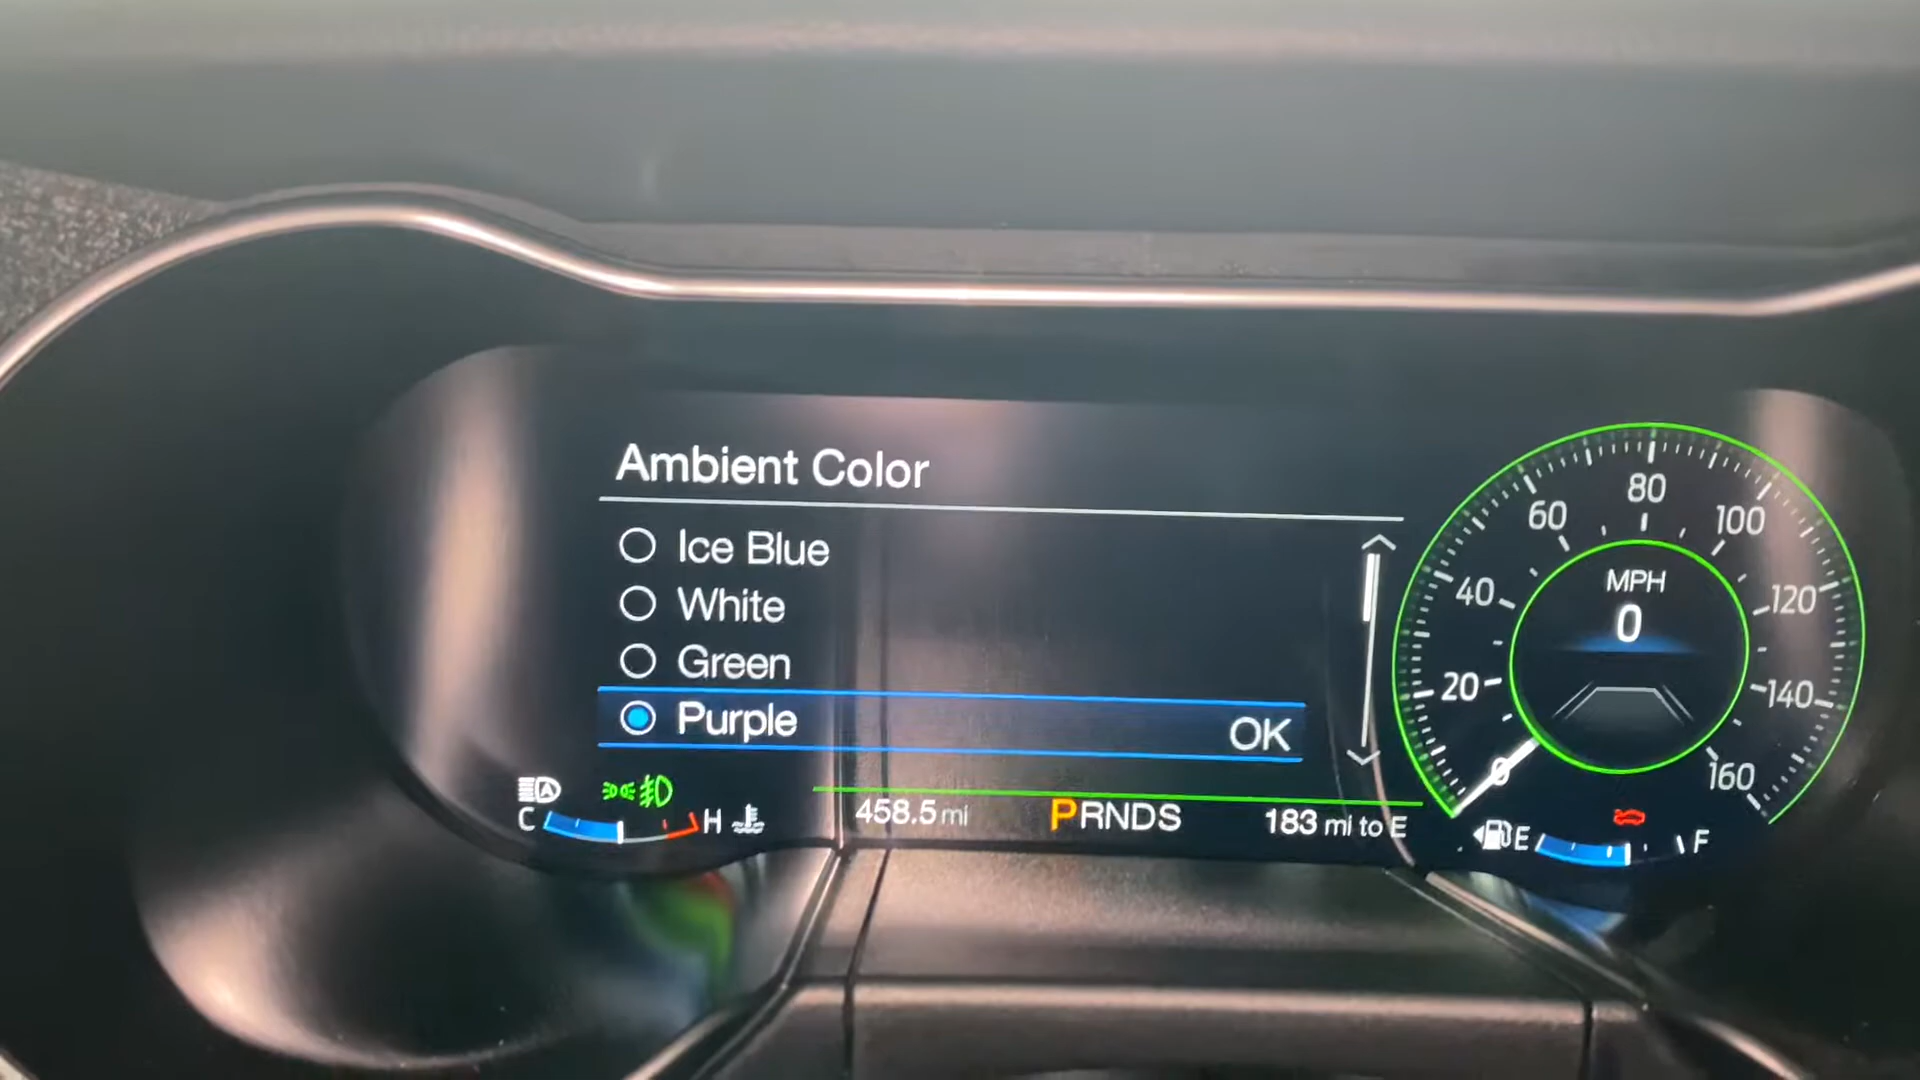 Ambient Color
Ice Blue
White
Green
Purple
OK
A
C
H
458.5 mi
PRNDS
183 mi to E
0
20
40
60
80
100
120
140
160
MPH
0
E
F